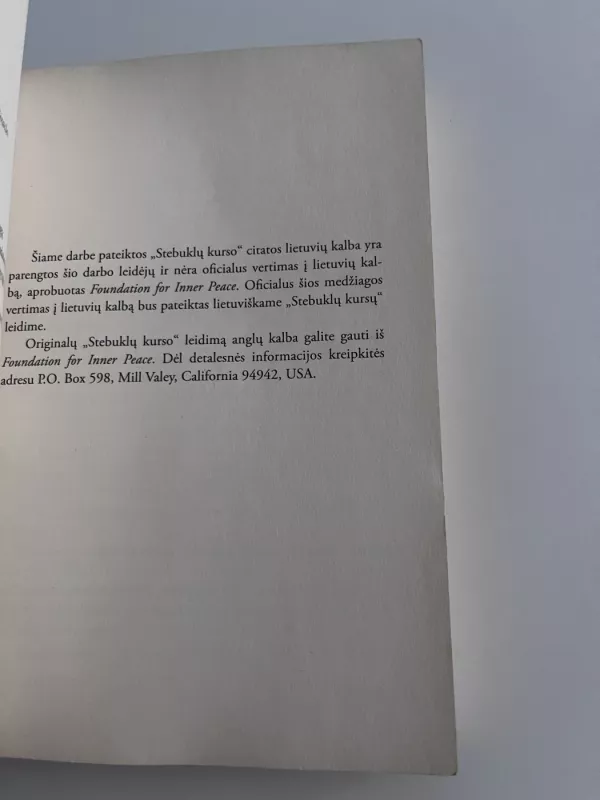 Šiame darbe pateiktos „Stebuklų kurso“ citatos lietuvių kalba yra
parengtos šio darbo leidėjų ir nėra oficialus vertimas į lietuvių kal-
bą, aprobuotas Foundation for Inner Peace. Oficialus šios medžiagos
vertimas į lietuvių kalbą bus pateiktas lietuviškame „Stebuklų kursų“
leidime.
Originalų „Stebuklų kurso“ leidimą anglų kalba galite gauti iš
Foundation for Inner Peace. Dėl detalesnės informacijos kreipkitės
adresu P.O. Box 598, Mill Valey, California 94942, USA.